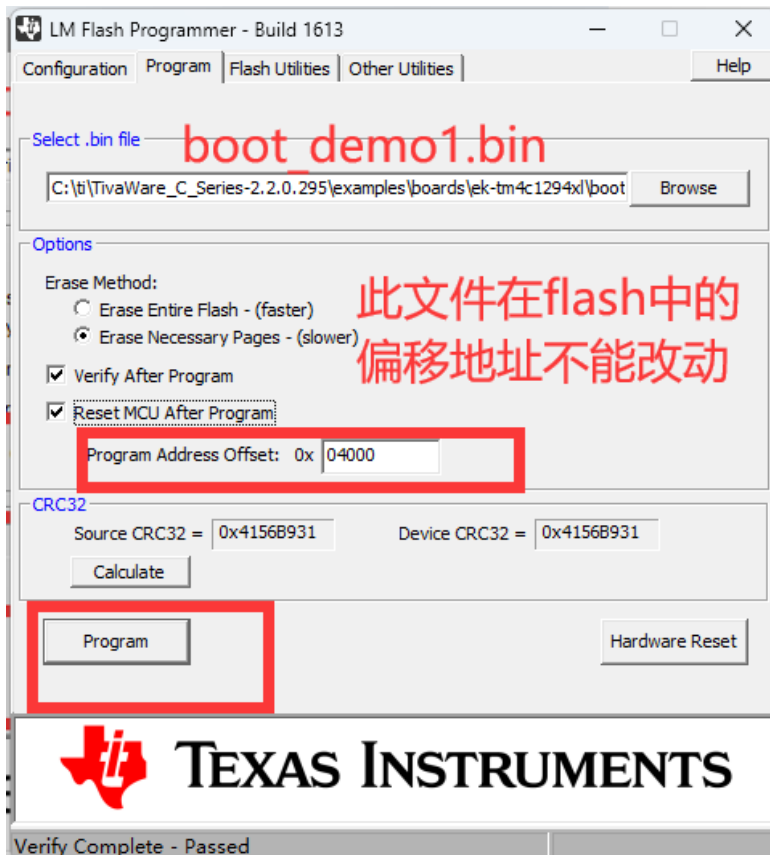 LM Flash Programmer - Build 1613
Configuration Program Flash Utilities Other Utilities Help
Select .bin file
boot_demo1.bin
C:\ti\TivaWare_C_Series-2.2.0.295\examples\boards\ek-tm4c1294xl\boot Browse
Options
Erase Method:
Erase Entire Flash - (faster)
Erase Necessary Pages - (slower)
此文件在flash中的
偏移地址不能改动
Verify After Program
Reset MCU After Program
Program Address Offset: 0x 04000
CRC32
Source CRC32 = 0x4156B931 Device CRC32 = 0x4156B931
Calculate
Program Hardware Reset
TEXAS INSTRUMENTS
Verify Complete - Passed